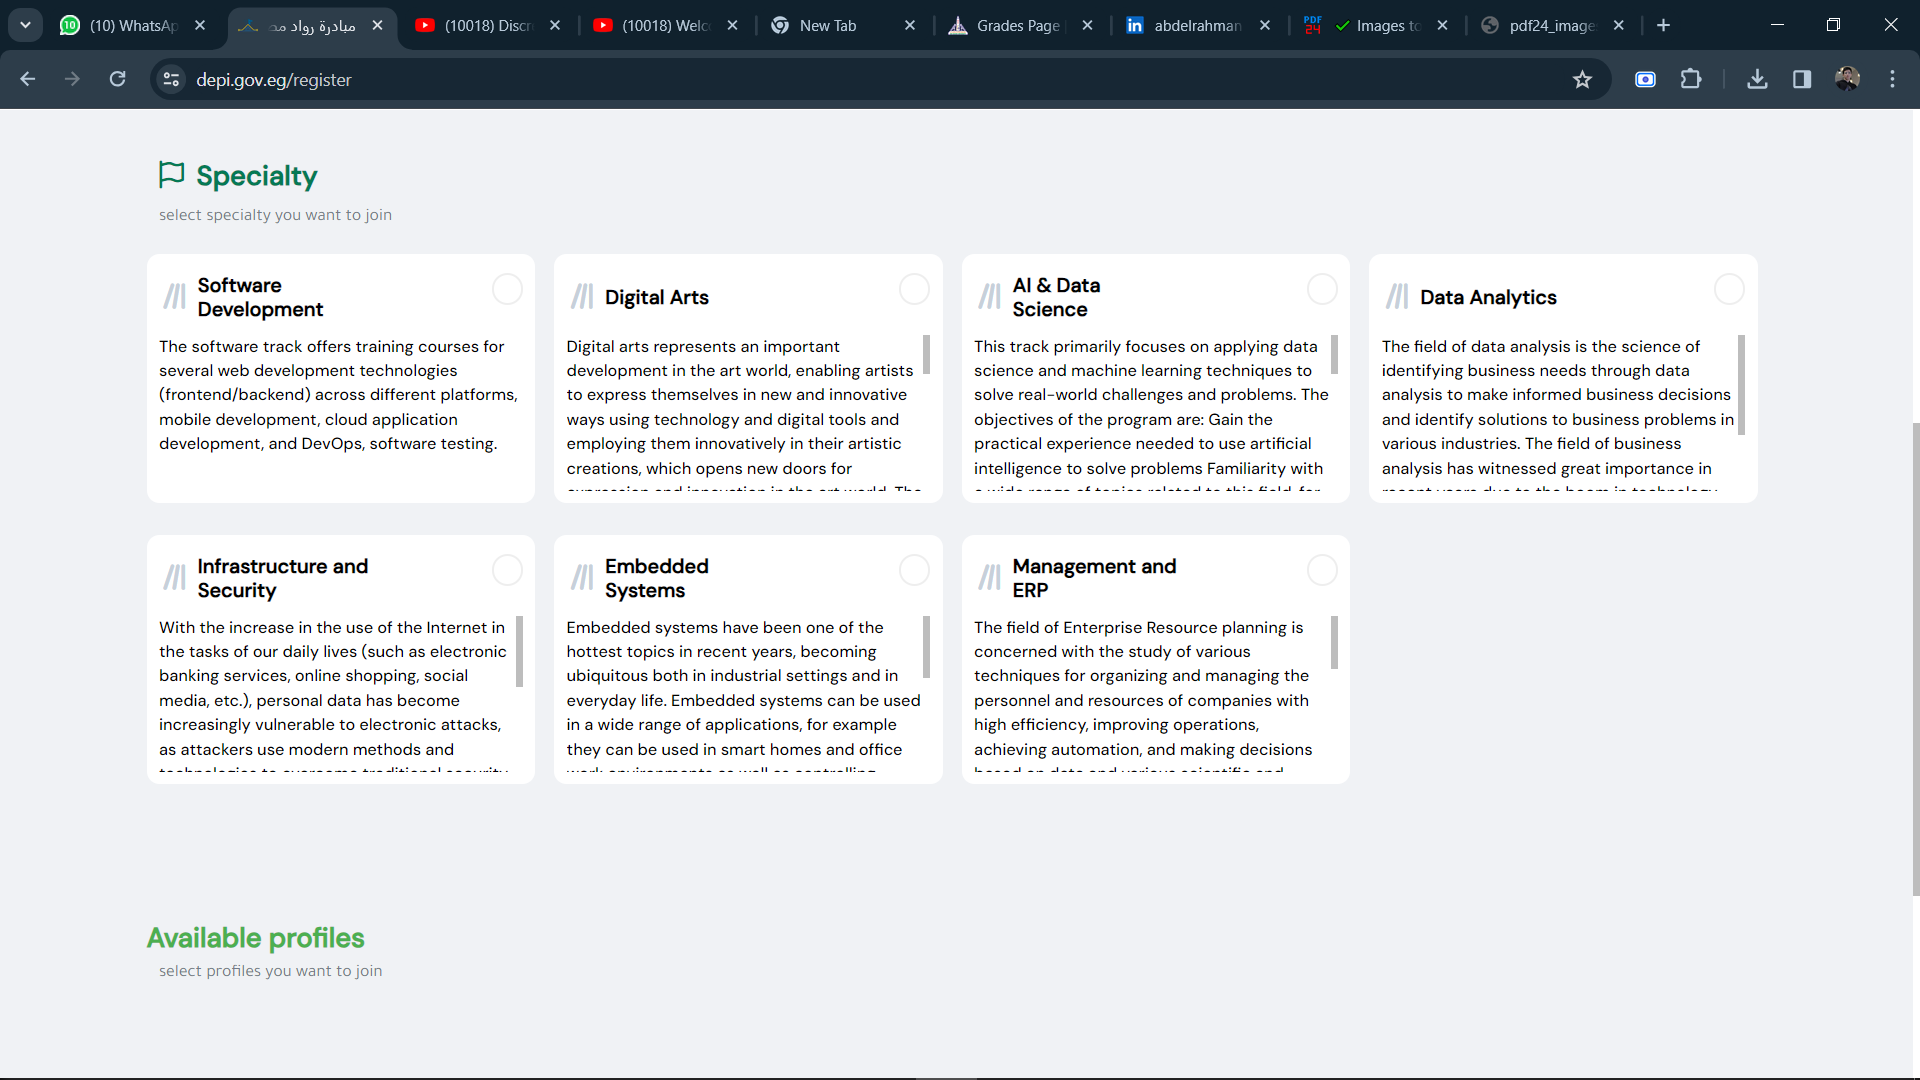 (10) WhatsAp
مبادرة رواد مص
(10018) Discr
(10018) Welc
New Tab
Grades Page
abdelrahman
Images to
pdf24_image
depi.gov.eg/register
Specialty
select specialty you want to join
Software
Development
The software track offers training courses for
several web development technologies
(frontend/backend) across different platforms,
mobile development, cloud application
development, and DevOps, software testing.
Digital Arts
Digital arts represents an important
development in the art world, enabling artists
to express themselves in new and innovative
ways using technology and digital tools and
employing them innovatively in their artistic
creations, which opens new doors for
AI & Data
Science
This track primarily focuses on applying data
science and machine learning techniques to
solve real-world challenges and problems. The
objectives of the program are: Gain the
practical experience needed to use artificial
intelligence to solve problems Familiarity with
Data Analytics
The field of data analysis is the science of
identifying business needs through data
analysis to make informed business decisions
and identify solutions to business problems in
various industries. The field of business
analysis has witnessed great importance in
Infrastructure and
Security
With the increase in the use of the Internet in
the tasks of our daily lives (such as electronic
banking services, online shopping, social
media, etc.), personal data has become
increasingly vulnerable to electronic attacks,
as attackers use modern methods and
Embedded
Systems
Embedded systems have been one of the
hottest topics in recent years, becoming
ubiquitous both in industrial settings and in
everyday life. Embedded systems can be used
in a wide range of applications, for example
they can be used in smart homes and office
Management and
ERP
The field of Enterprise Resource planning is
concerned with the study of various
techniques for organizing and managing the
personnel and resources of companies with
high efficiency, improving operations,
achieving automation, and making decisions
Available profiles
select profiles you want to join